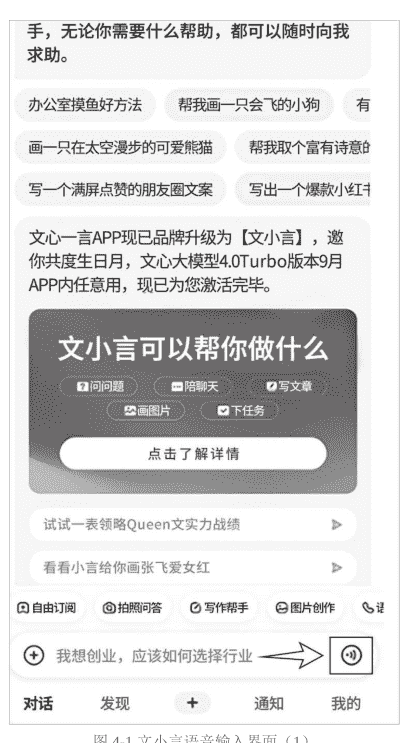 手，无论你需要什么帮助，都可以随时向我
求助。
办公室摸鱼好方法 帮我画一只会飞的小狗 有
画一只在太空漫步的可爱熊猫 帮我取个富有诗意的
写一个满屏点赞的朋友圈文案 写出一个爆款小红书
文心一言APP现已品牌升级为【文小言】，邀
你共度生日月，文心大模型4.0Turbo版本9月
APP内任意用，现已为您激活完毕。
文小言可以帮你做什么
问问题 陪聊天 写文章
画图片 下任务
点击了解详情
试试一表领略Queen文实力战绩
看看小言给你画张飞爱女红
自由订阅 拍照问答 写作帮手 图片创作
我想创业，应该如何选择行业
对话 发现 + 通知 我的
图 4-1 文小言语音输入界面（1）